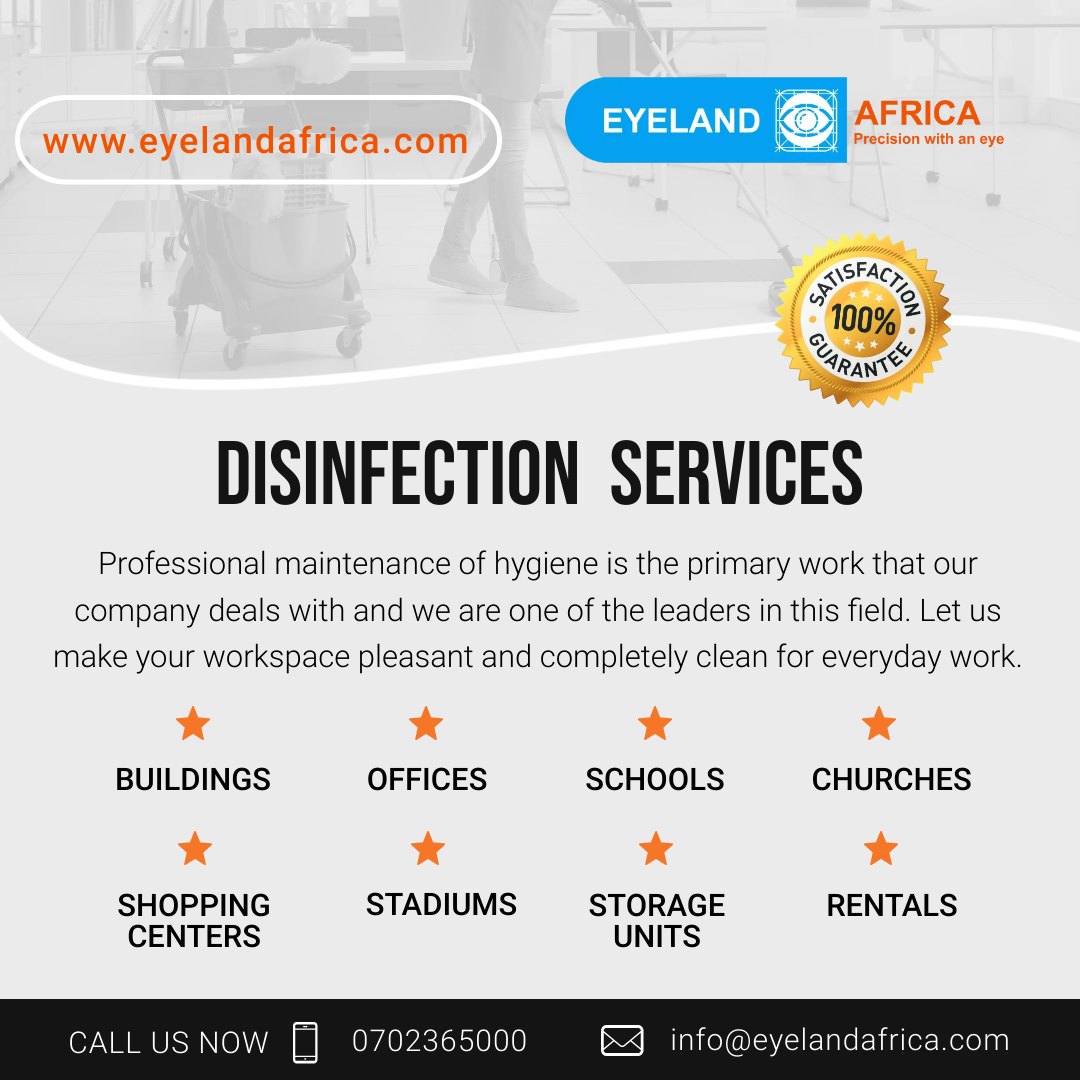 www.eyelandafrica.com
EYELAND AFRICA
Precision with an eye
SATISFACTION
100%
GUARANTEE
DISINFECTION SERVICES
Professional maintenance of hygiene is the primary work that our
company deals with and we are one of the leaders in this field. Let us
make your workspace pleasant and completely clean for everyday work.
BUILDINGS OFFICES SCHOOLS CHURCHES
SHOPPING CENTERS STADIUMS STORAGE UNITS RENTALS
CALL US NOW 0702365000 info@eyelandafrica.com